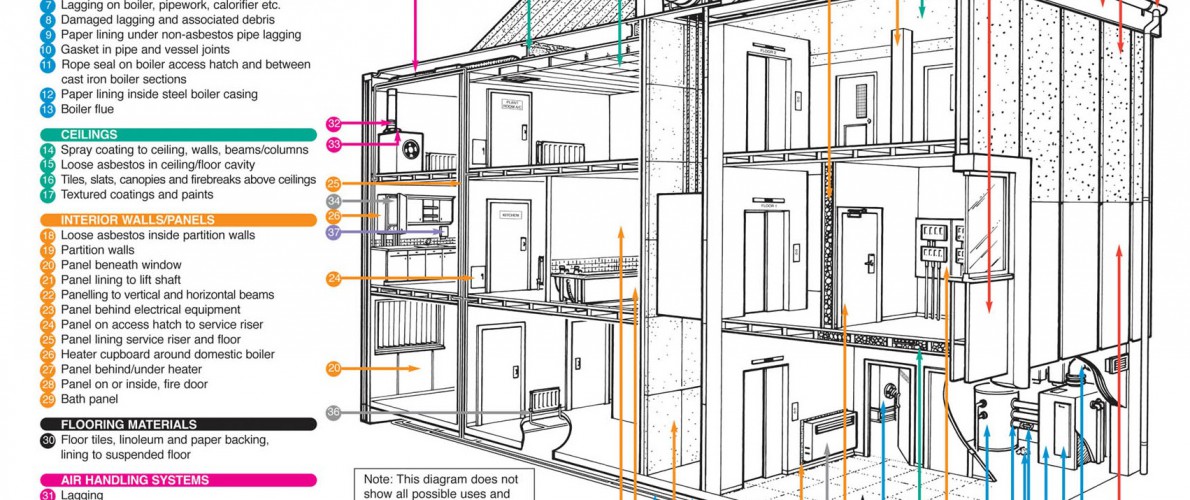 7 Lagging on boiler, pipework, calorifier etc.
8 Damaged lagging and associated debris
9 Paper lining under non-asbestos pipe lagging
10 Gasket in pipe and vessel joints
11 Rope seal on boiler access hatch and between
cast iron boiler sections
12 Paper lining inside steel boiler casing
13 Boiler flue
CEILINGS
14 Spray coating to ceiling, walls, beams/columns
15 Loose asbestos in ceiling/floor cavity
16 Tiles, slats, canopies and firebreaks above ceilings
17 Textured coatings and paints
INTERIOR WALLS/PANELS
18 Loose asbestos inside partition walls
19 Partition walls
20 Panel beneath window
21 Panel lining to lift shaft
22 Panelling to vertical and horizontal beams
23 Panel behind electrical equipment
24 Panel on access hatch to service riser
25 Panel lining service riser and floor
26 Heater cupboard around domestic boiler
27 Panel behind/under heater
28 Panel on or inside, fire door
29 Bath panel
FLOORING MATERIALS
30 Floor tiles, linoleum and paper backing,
lining to suspended floor
AIR HANDLING SYSTEMS
31 Lagging
32
33
25
34
26
37
24
20
36
PLANT
ROOM A/C
KITCHEN
FLOOR 2
FLOOR 1
Note: This diagram does not
show all possible uses and